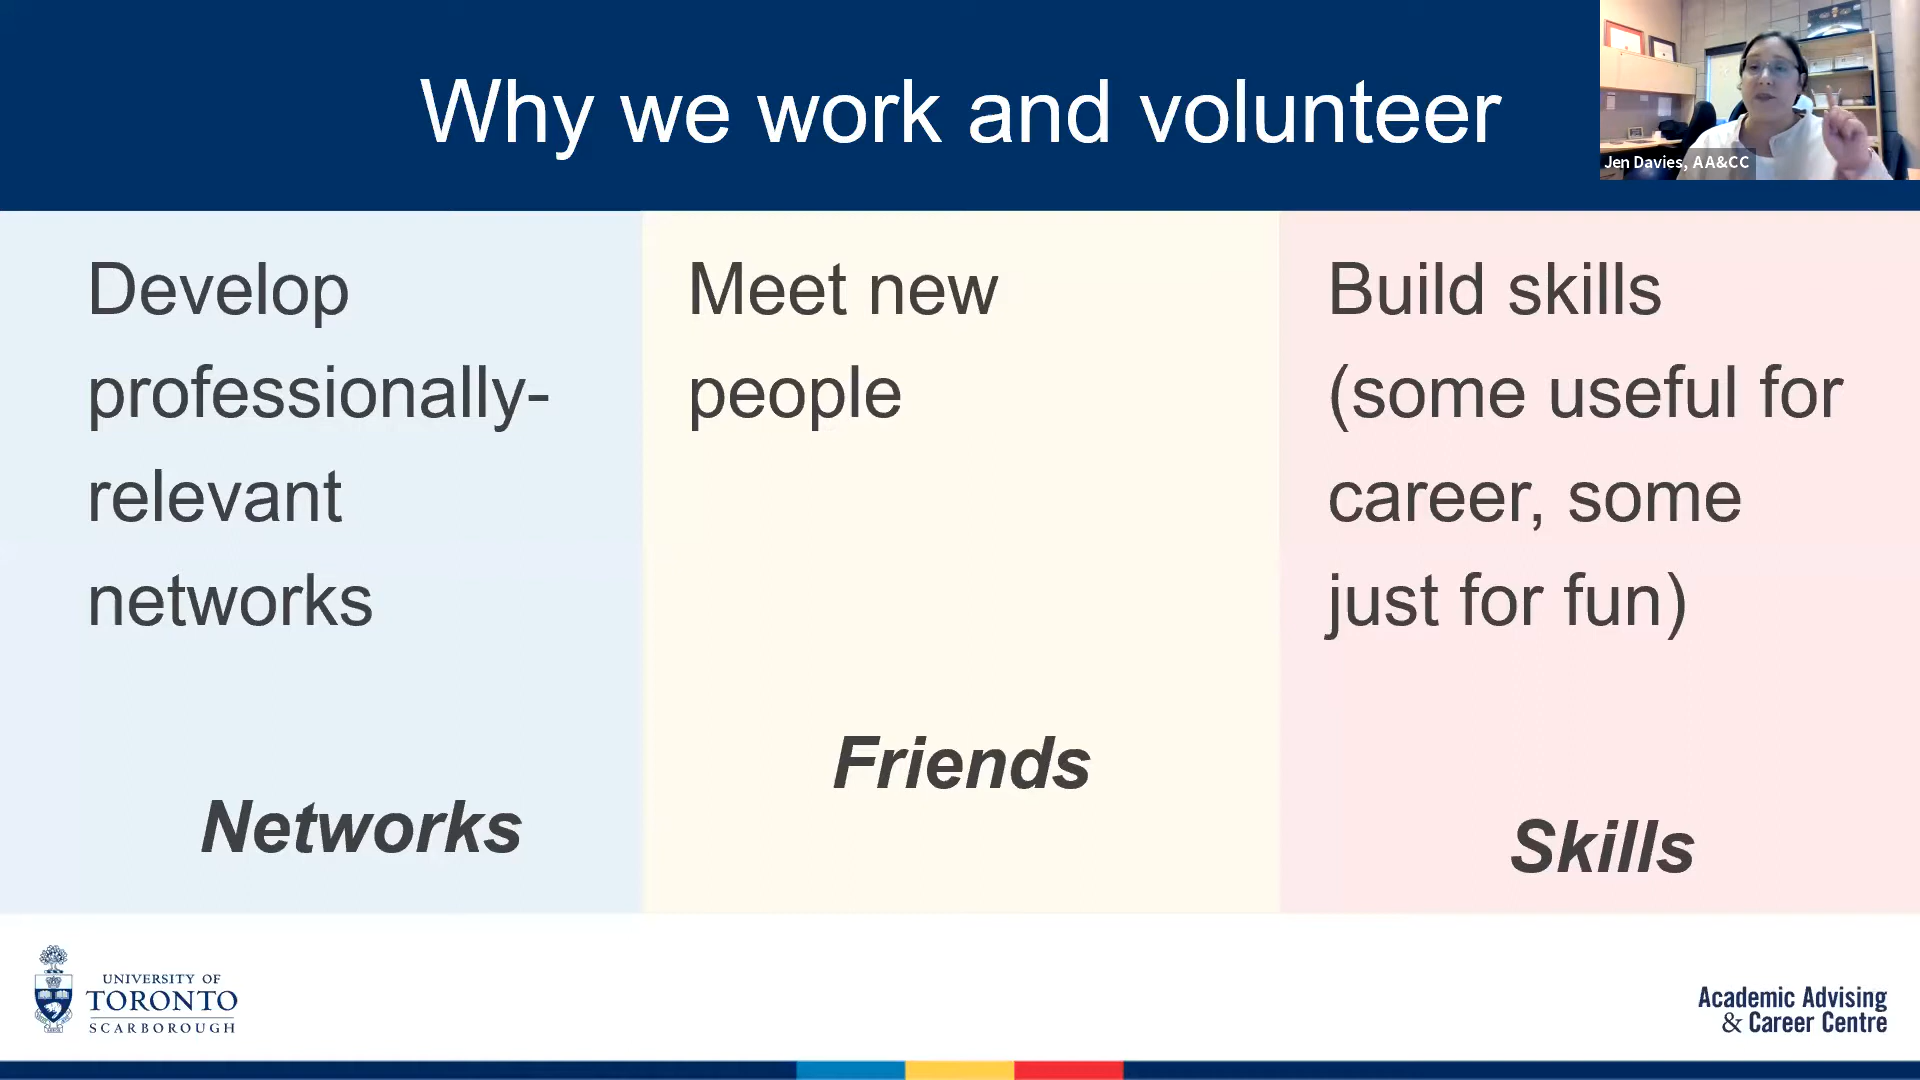 Why we work and volunteer
Jen Davies, AA&CC
Develop
professionally-
relevant
networks
Networks
Meet new
people
Friends
Build skills
(some useful for
career, some
just for fun)
Skills
UNIVERSITY OF
TORONTO
SCARBOROUGH
Academic Advising
& Career Centre